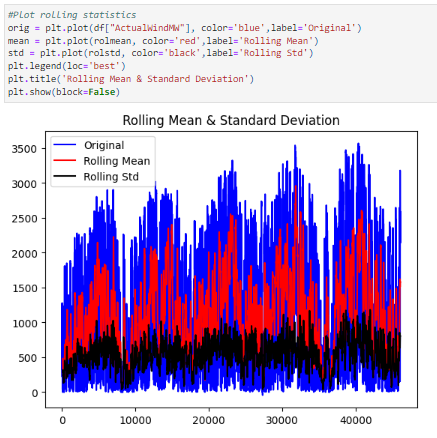 #Plot rolling statistics
orig = plt.plot(df["ActualWindMW"], color='blue',label='Original')
mean = plt.plot(rolmean, color='red',label='Rolling Mean')
std = plt.plot(rolstd, color='black',label='Rolling Std')
plt.legend(loc='best')
plt.title('Rolling Mean & Standard Deviation')
plt.show(block=False)
Rolling Mean & Standard Deviation
Original
Rolling Mean
Rolling Std
3500
3000
2500
2000
1500
1000
500
0
0 10000 20000 30000 40000